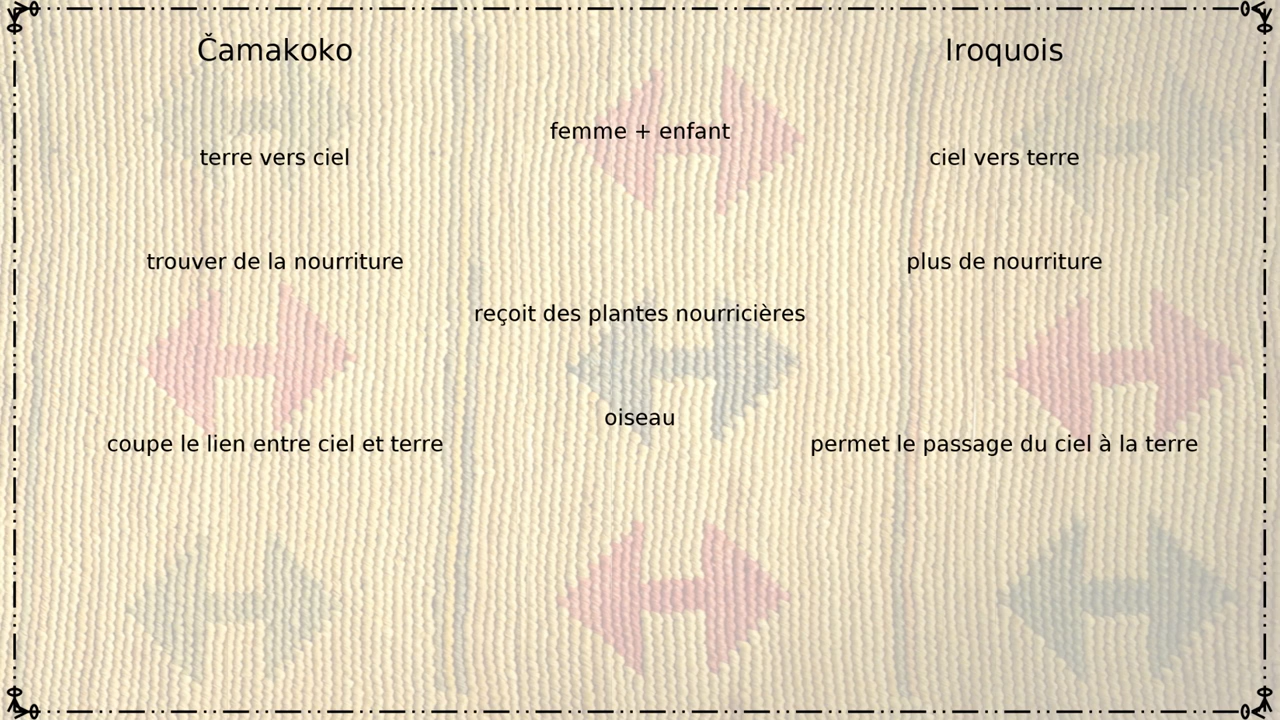 Čamakoko
Iroquois
femme + enfant
terre vers ciel
ciel vers terre
trouver de la nourriture
plus de nourriture
reçoit des plantes nourricières
oiseau
coupe le lien entre ciel et terre
permet le passage du ciel à la terre